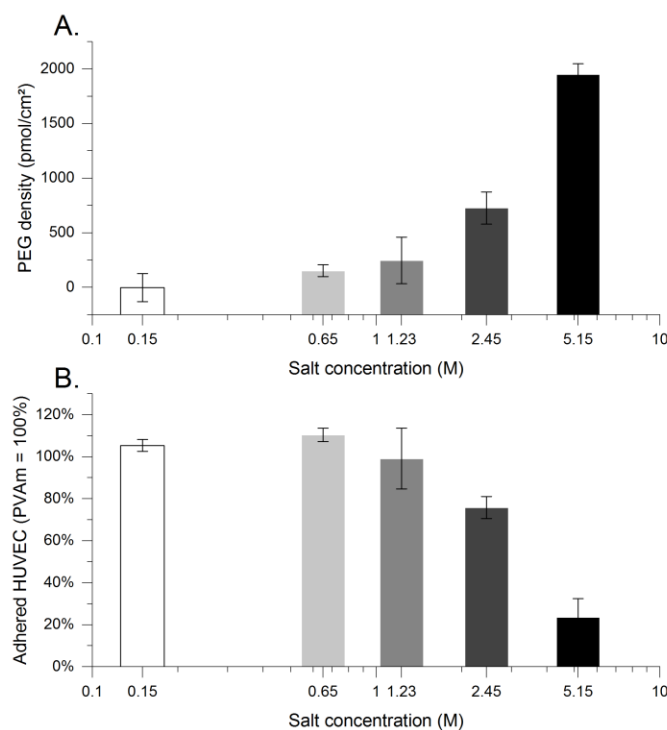 A.
PEG density (pmol/cm²)
2000
1500
1000
500
0
0.1 0.15 0.65 1 1.23 2.45 5.15 10
Salt concentration (M)
B.
Adhered HUVEC (PVAm = 100%)
120%
100%
80%
60%
40%
20%
0%
0.1 0.15 0.65 1 1.23 2.45 5.15 10
Salt concentration (M)